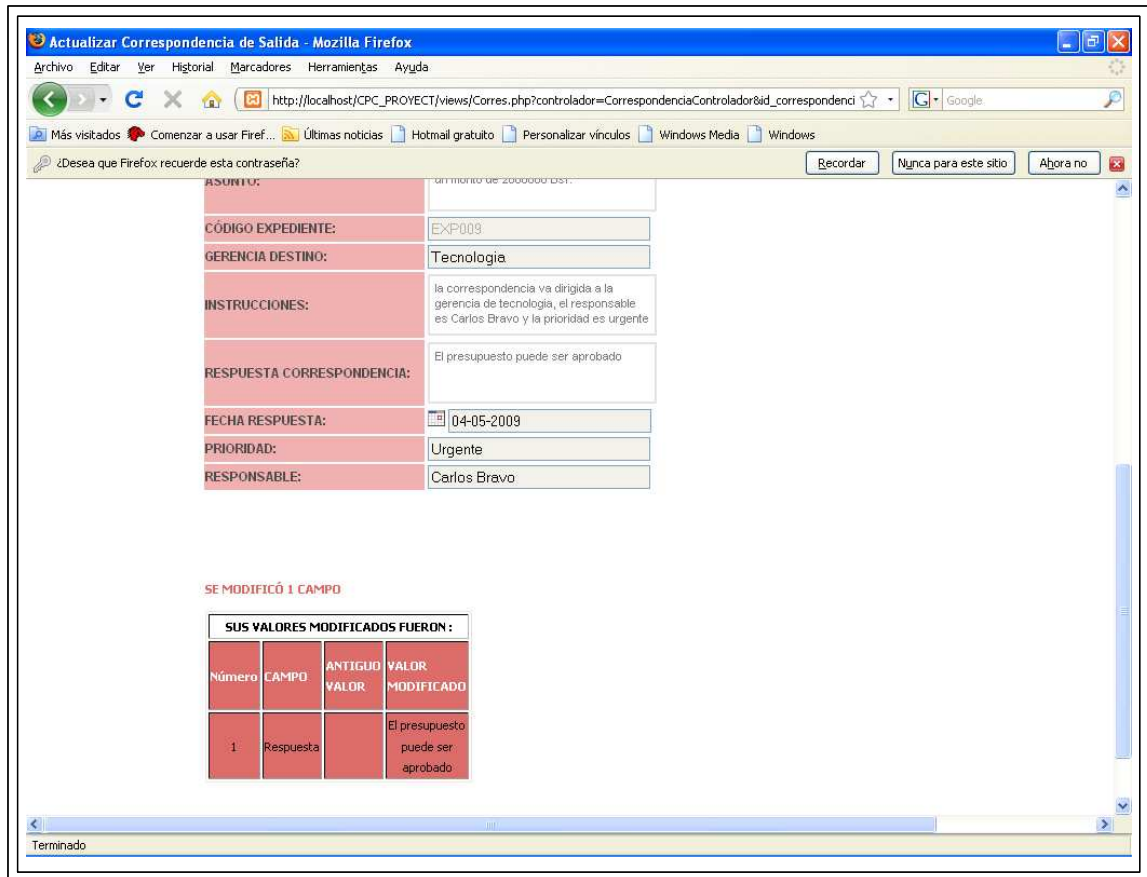 Actualizar Correspondencia de Salida - Mozilla Firefox
Archivo Editar Ver Historial Marcadores Herramientas Ayuda
http://localhost/CPC_PROYECT/views/Corres.php?controlador=CorrespondenciaControlador&id_correspondenci
Google
Más visitados Comenzar a usar Firef... Últimas noticias Hotmail gratuito Personalizar vínculos Windows Media Windows
¿Desea que Firefox recuerde esta contraseña? Recordar Nunca para este sitio Ahora no
ASUNTO: un monto de 2000000 BsF.
CÓDIGO EXPEDIENTE: EXP009
GERENCIA DESTINO: Tecnologia
INSTRUCCIONES:
la correspondencia va dirigida a la
gerencia de tecnologia, el responsable
es Carlos Bravo y la prioridad es urgente
RESPUESTA CORRESPONDENCIA: El presupuesto puede ser aprobado
FECHA RESPUESTA: 04-05-2009
PRIORIDAD: Urgente
RESPONSABLE: Carlos Bravo
SE MODIFICÓ 1 CAMPO
SUS VALORES MODIFICADOS FUERON :
Número CAMPO ANTIGUO VALOR VALOR MODIFICADO
1 Respuesta El presupuesto puede ser aprobado
Terminado